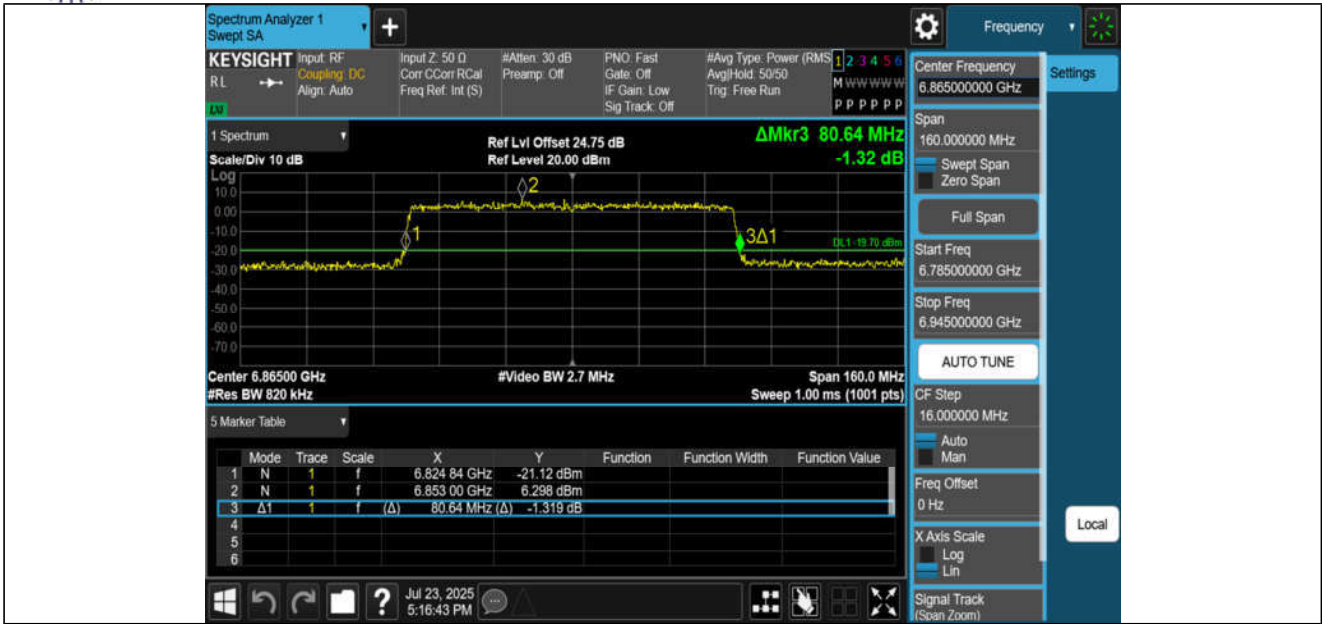 Spectrum Analyzer 1
Swept SA
Frequency
KEYSIGHT
RL
LXI
Input: RF
Coupling: DC
Align: Auto
Input Z: 50 Ω
Corr CCorr RCal
Freq Ref: Int (S)
#Atten: 30 dB
Preamp: Off
PNO: Fast
Gate: Off
IF Gain: Low
Sig Track: Off
#Avg Type: Power (RMS
Avg|Hold: 50/50
Trig: Free Run
1 2 3 4 5 6
M W W W W W
P P P P P P
1 Spectrum
Scale/Div 10 dB
Ref Lvl Offset 24.75 dB
Ref Level 20.00 dBm
ΔMkr3 80.64 MHz
-1.32 dB
Log
10.0
0.00
-10.0
-20.0
-30.0
-40.0
-50.0
-60.0
-70.0
2
1
3Δ1
DL1 -19.70 dBm
Center 6.86500 GHz
#Video BW 2.7 MHz
Span 160.0 MHz
#Res BW 820 kHz
Sweep 1.00 ms (1001 pts)
5 Marker Table
Mode Trace Scale X Y Function Function Width Function Value
1 N 1 f 6.824 84 GHz -21.12 dBm
2 N 1 f 6.853 00 GHz 6.298 dBm
3 Δ1 1 f (Δ) 80.64 MHz (Δ) -1.319 dB
4
5
6
Jul 23, 2025
5:16:43 PM
Center Frequency
6.865000000 GHz
Settings
Span
160.000000 MHz
Swept Span
Zero Span
Full Span
Start Freq
6.785000000 GHz
Stop Freq
6.945000000 GHz
AUTO TUNE
CF Step
16.000000 MHz
Auto
Man
Freq Offset
0 Hz
X Axis Scale
Log
Lin
Local
Signal Track
(Span Zoom)